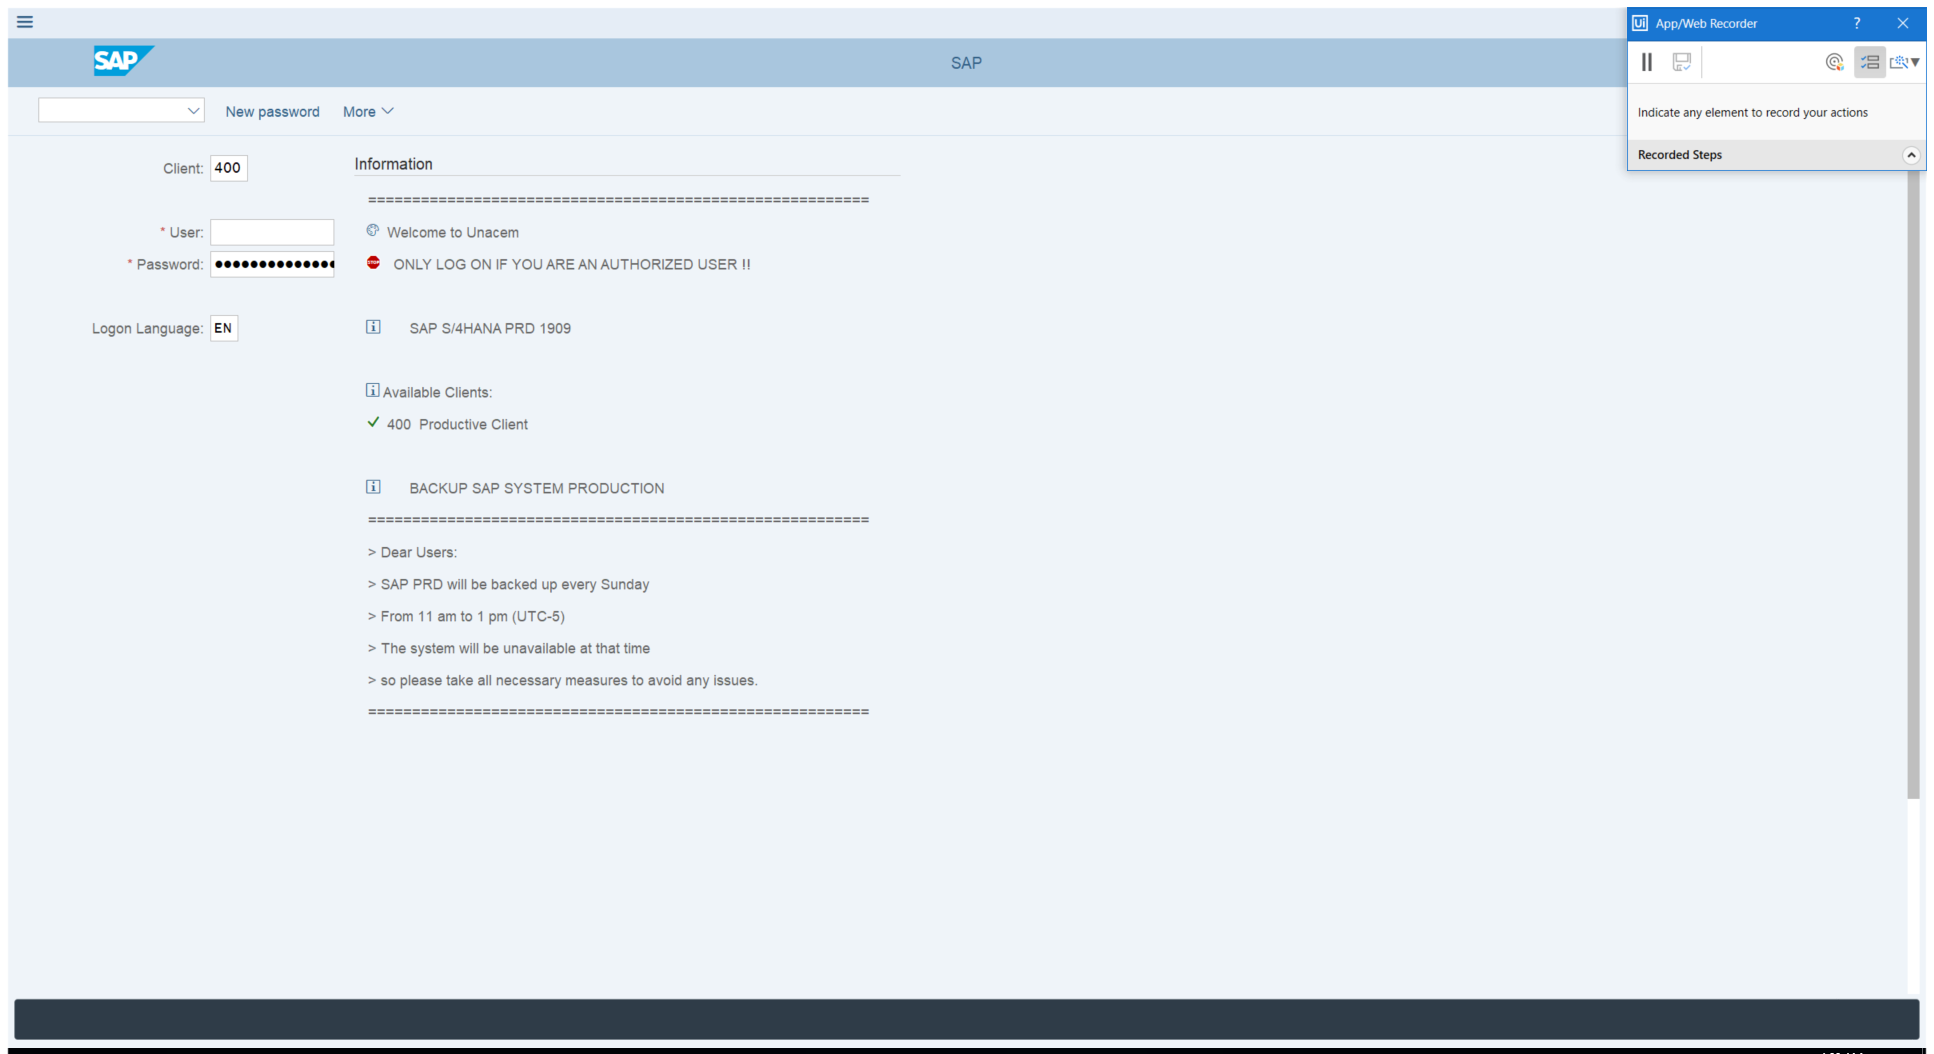 Ui App/Web Recorder ? ×
SAP
SAP
New password More
Indicate any element to record your actions
Recorded Steps
Client: 400
Information
=========================================================
* User:
Welcome to Unacem
* Password: ●●●●●●●●●●●●●●
STOP ONLY LOG ON IF YOU ARE AN AUTHORIZED USER !!
Logon Language: EN
i SAP S/4HANA PRD 1909
i Available Clients:
400 Productive Client
i BACKUP SAP SYSTEM PRODUCTION
=========================================================
> Dear Users:
> SAP PRD will be backed up every Sunday
> From 11 am to 1 pm (UTC-5)
> The system will be unavailable at that time
> so please take all necessary measures to avoid any issues.
=========================================================